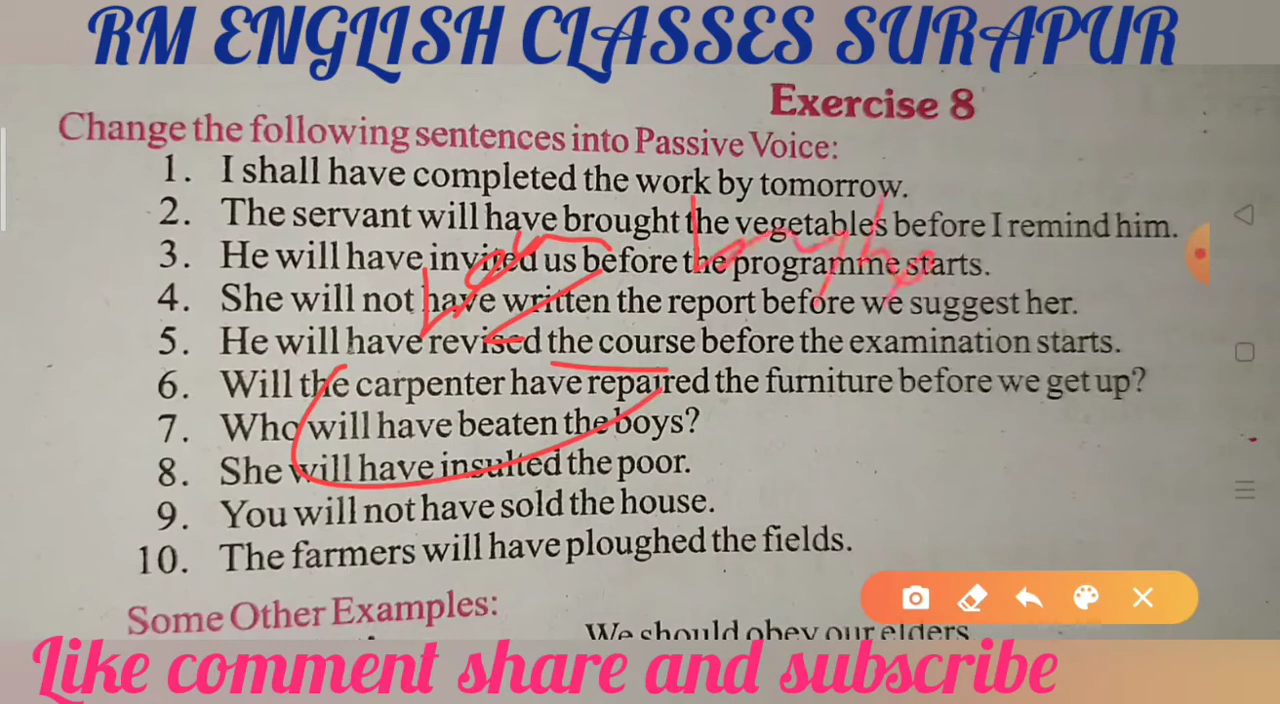 RM ENGLISH CLASSES SURAPUR
Exercise 8
Change the following sentences into Passive Voice:
1. I shall have completed the work by tomorrow.
2. The servant will have brought the vegetables before I remind him.
3. He will have invited us before the programme starts.
4. She will not have written the report before we suggest her.
5. He will have revised the course before the examination starts.
6. Will the carpenter have repaired the furniture before we get up?
7. Who will have beaten the boys?
8. She will have insulted the poor.
9. You will not have sold the house.
10. The farmers will have ploughed the fields.
Some Other Examples:
We should obey our elders
Like comment share and subscribe